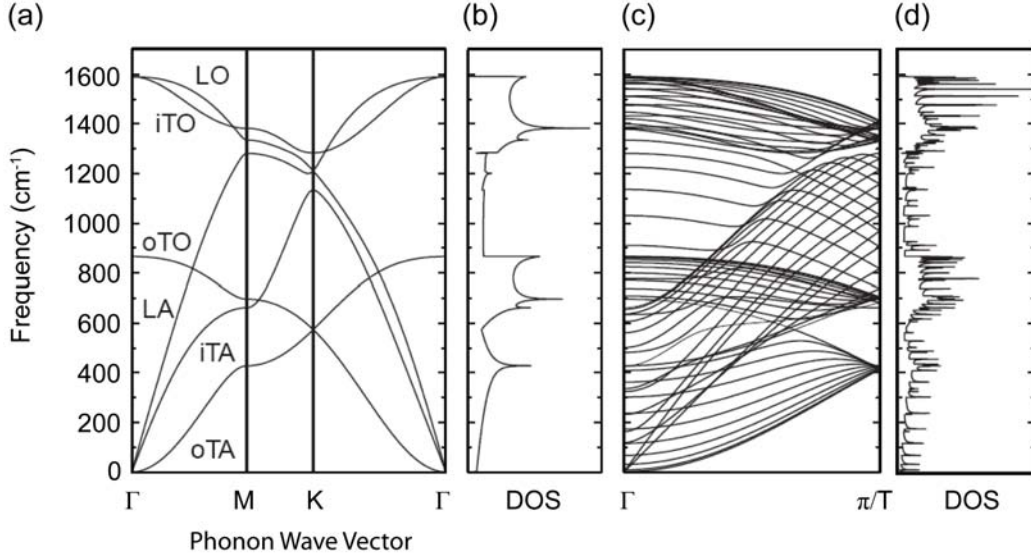 (a) (b) (c) (d)
1600
1400
1200
1000
800
600
400
200
0
Frequency (cm⁻¹)
LO
iTO
oTO
LA
iTA
oTA
Γ M K Γ DOS Γ π/T DOS
Phonon Wave Vector